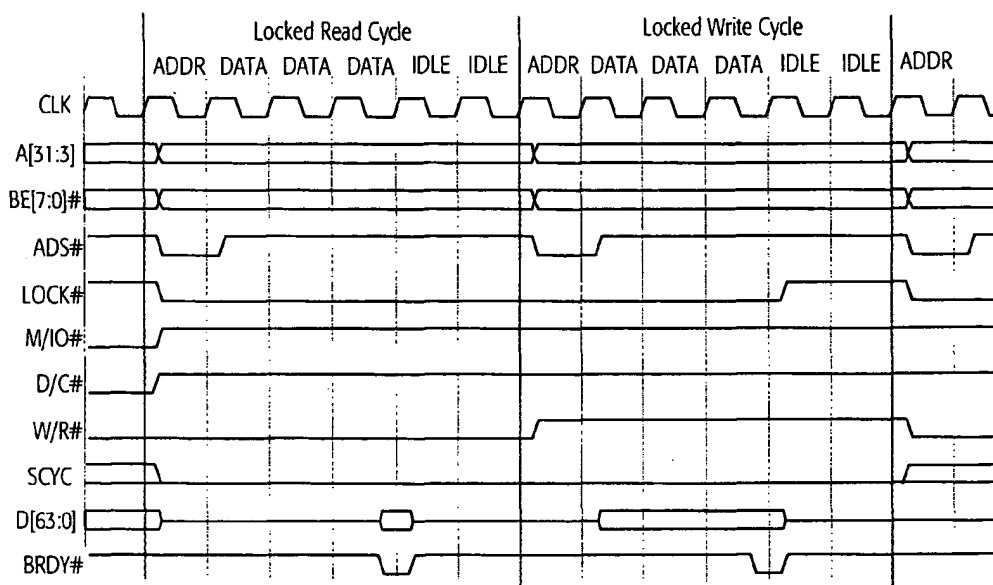 Locked Read Cycle Locked Write Cycle
ADDR DATA DATA DATA IDLE IDLE ADDR DATA DATA DATA IDLE IDLE ADDR
CLK
A[31:3]
BE[7:0]#
ADS#
LOCK#
M/IO#
D/C#
W/R#
SCYC
D[63:0]
BRDY#